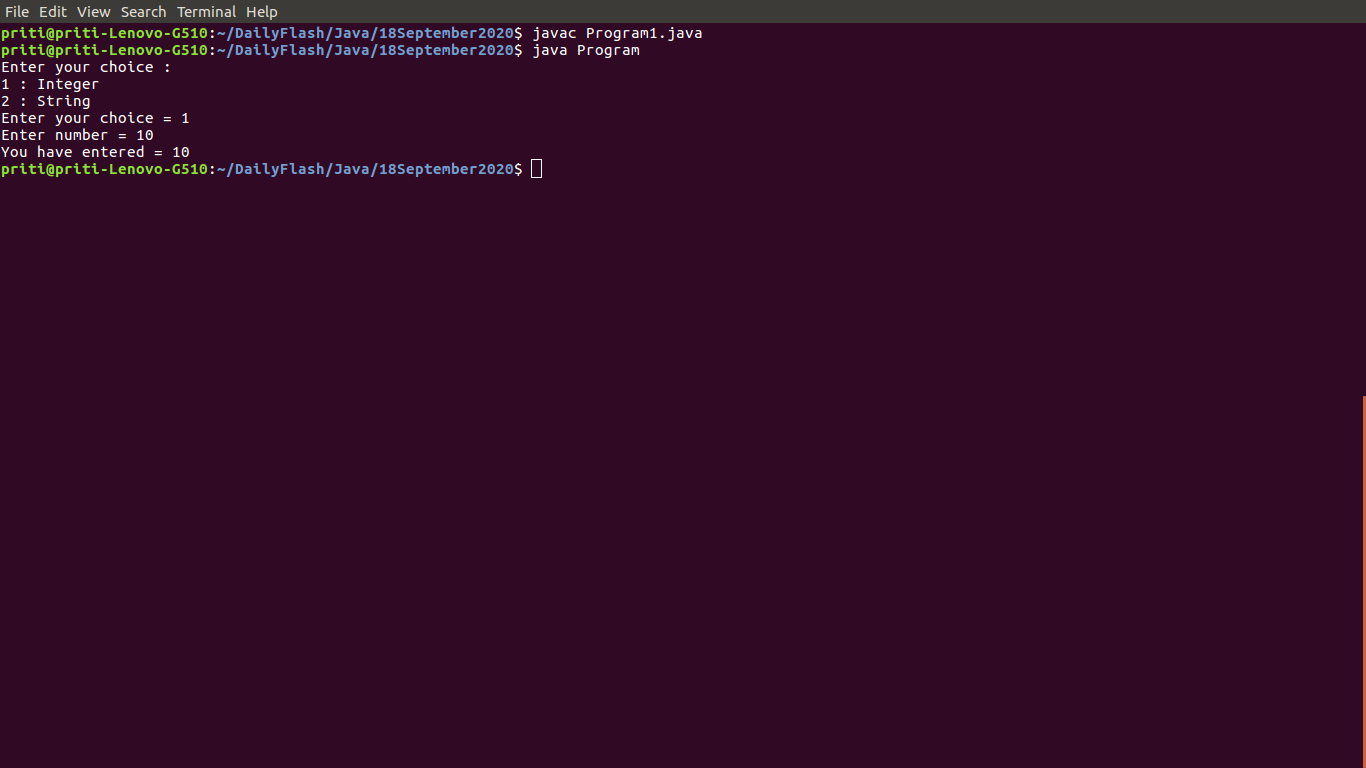 File Edit View Search Terminal Help
priti@priti-Lenovo-G510:~/DailyFlash/Java/18September2020$ javac Program1.java
priti@priti-Lenovo-G510:~/DailyFlash/Java/18September2020$ java Program
Enter your choice :
1 : Integer
2 : String
Enter your choice = 1
Enter number = 10
You have entered = 10
priti@priti-Lenovo-G510:~/DailyFlash/Java/18September2020$